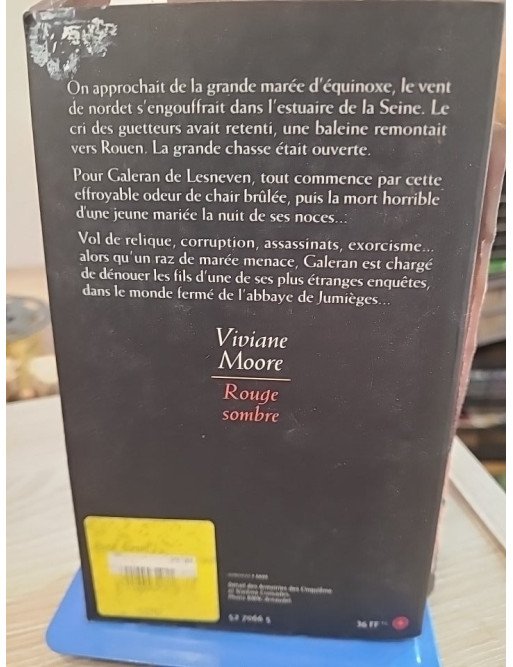 On approchait de la grande marée d'équinoxe, le vent
de nordet s'engouffrait dans l'estuaire de la Seine. Le
cri des guetteurs avait retenti, une baleine remontait
vers Rouen. La grande chasse était ouverte.
Pour Galeran de Lesneven, tout commence par cette
effroyable odeur de chair brûlée, puis la mort horrible
d'une jeune mariée la nuit de ses noces...
Vol de relique, corruption, assassinats, exorcisme...
alors qu'un raz de marée menace, Galeran est chargé
de dénouer les fils d'une de ses plus étranges enquêtes,
dans le monde fermé de l'abbaye de Jumièges...
Viviane
Moore
Rouge
sombre
36 FF